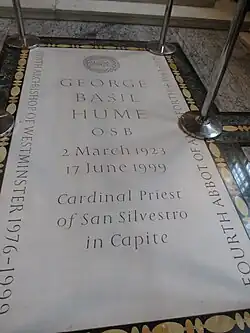 GEORGE
BASIL
HUME
OSB
2 March 1923
17 June 1999
Cardinal Priest
of San Silvestro
in Capite
ARCHBISHOP OF WESTMINSTER 1976-1999
FOURTH ABBOT OF